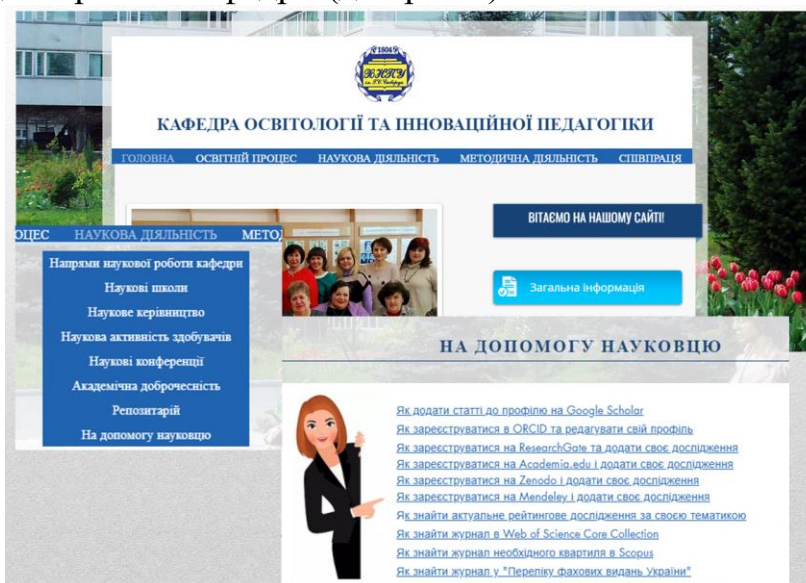 1804
ХНПУ
КАФЕДРА ОСВІТОЛОГІЇ ТА ІННОВАЦІЙНОЇ ПЕДАГОГІКИ
ГОЛОВНА ОСВІТНІЙ ПРОЦЕС НАУКОВА ДІЯЛЬНІСТЬ МЕТОДИЧНА ДІЯЛЬНІСТЬ СПІВПРАЦЯ
ВІТАЄМО НА НАШОМУ САЙТІ!
Загальна інформація
ОЦЕС НАУКОВА ДІЯЛЬНІСТЬ МЕТОД
Напрями наукової роботи кафедри
Наукові школи
Наукове керівництво
Наукова активність здобувачів
Наукові конференції
Академічна доброчесність
Репозитарій
На допомогу науковцю
НА ДОПОМОГУ НАУКОВЦЮ
Як додати статті до профілю на Google Scholar
Як зареєструватися в ORCID та редагувати свій профіль
Як зареєструватися на ResearchGate та додати своє дослідження
Як зареєструватися на Academia.edu і додати своє дослідження
Як зареєструватися на Zenodo і додати своє дослідження
Як зареєструватися на Mendeley і додати своє дослідження
Як знайти актуальне рейтингове дослідження за своєю тематикою
Як знайти журнал в Web of Science Core Collection
Як знайти журнал необхідного квартиля в Scopus
Як знайти журнал у "Переліку фахових видань України"